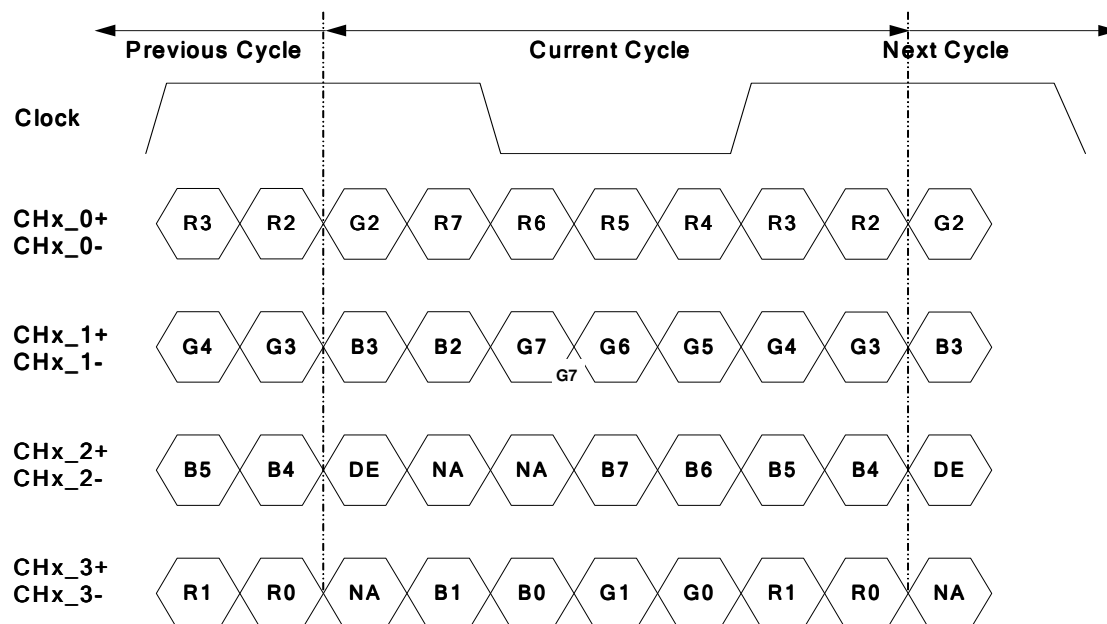 Previous Cycle Current Cycle Next Cycle
Clock
CHx_0+
CHx_0-
R3 R2 G2 R7 R6 R5 R4 R3 R2 G2
CHx_1+
CHx_1-
G4 G3 B3 B2 G7 G6 G5 G4 G3 B3
G7
CHx_2+
CHx_2-
B5 B4 DE NA NA B7 B6 B5 B4 DE
CHx_3+
CHx_3-
R1 R0 NA B1 B0 G1 G0 R1 R0 NA